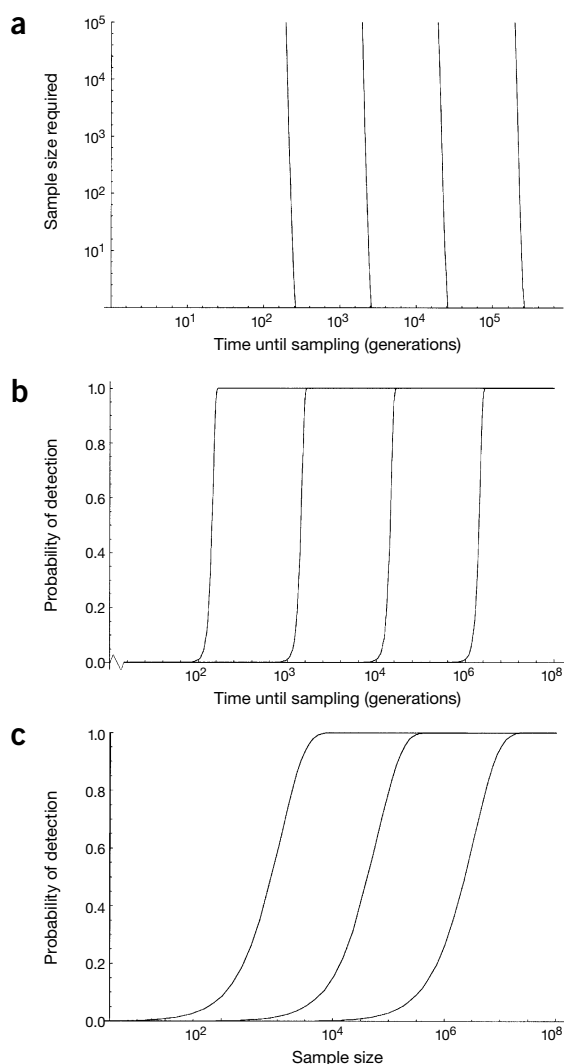 a
Sample size required
10⁵
10⁴
10³
10²
10¹
10¹ 10² 10³ 10⁴ 10⁵
Time until sampling (generations)
b
Probability of detection
1.0
0.8
0.6
0.4
0.2
0.0
10² 10³ 10⁴ 10⁶ 10⁸
Time until sampling (generations)
c
Probability of detection
1.0
0.8
0.6
0.4
0.2
0.0
10² 10⁴ 10⁶ 10⁸
Sample size